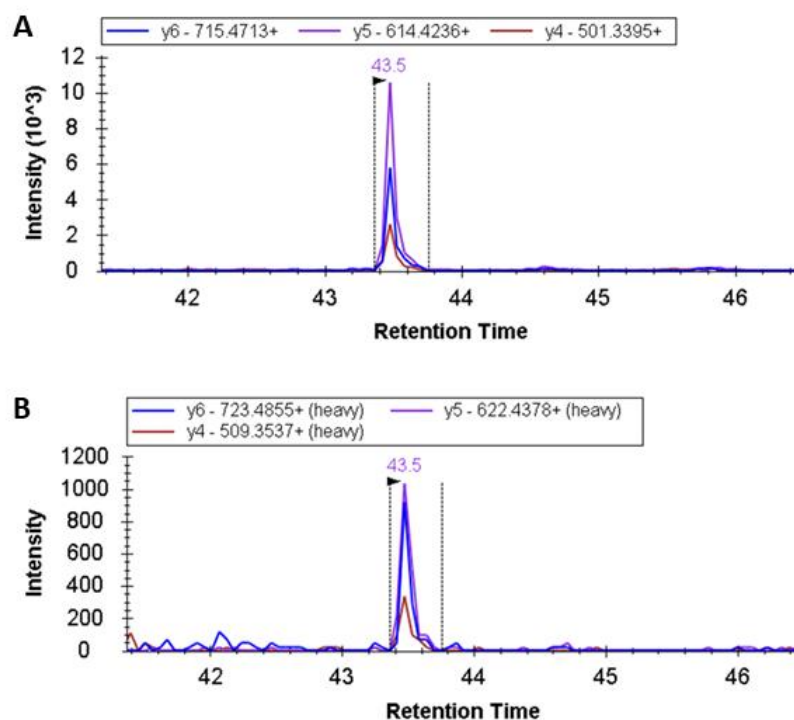 A
y6 - 715.4713+ y5 - 614.4236+ y4 - 501.3395+
43.5
12
10
8
6
4
2
0
Intensity (10^3)
42 43 44 45 46
Retention Time
B
y6 - 723.4855+ (heavy) y5 - 622.4378+ (heavy)
y4 - 509.3537+ (heavy)
43.5
1200
1000
800
600
400
200
0
Intensity
42 43 44 45 46
Retention Time